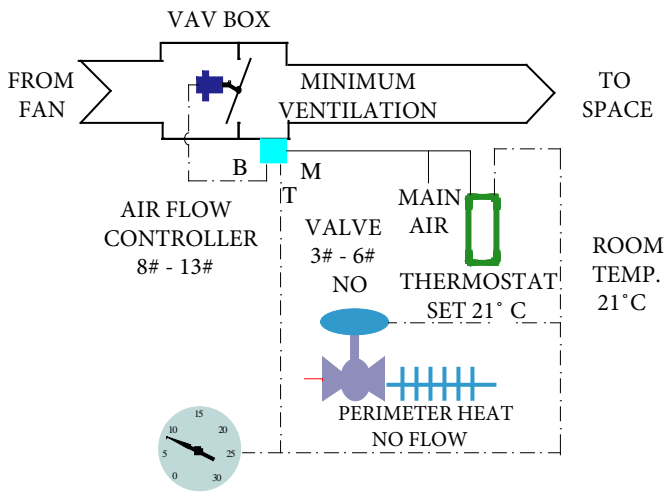 VAV BOX
FROM
FAN
MINIMUM
VENTILATION
TO
SPACE
B
M
T
AIR FLOW
CONTROLLER
8# - 13#
VALVE
3# - 6#
NO
MAIN
AIR
THERMOSTAT
SET 21° C
ROOM
TEMP.
21°C
PERIMETER HEAT
NO FLOW
0
5
10
15
20
25
30